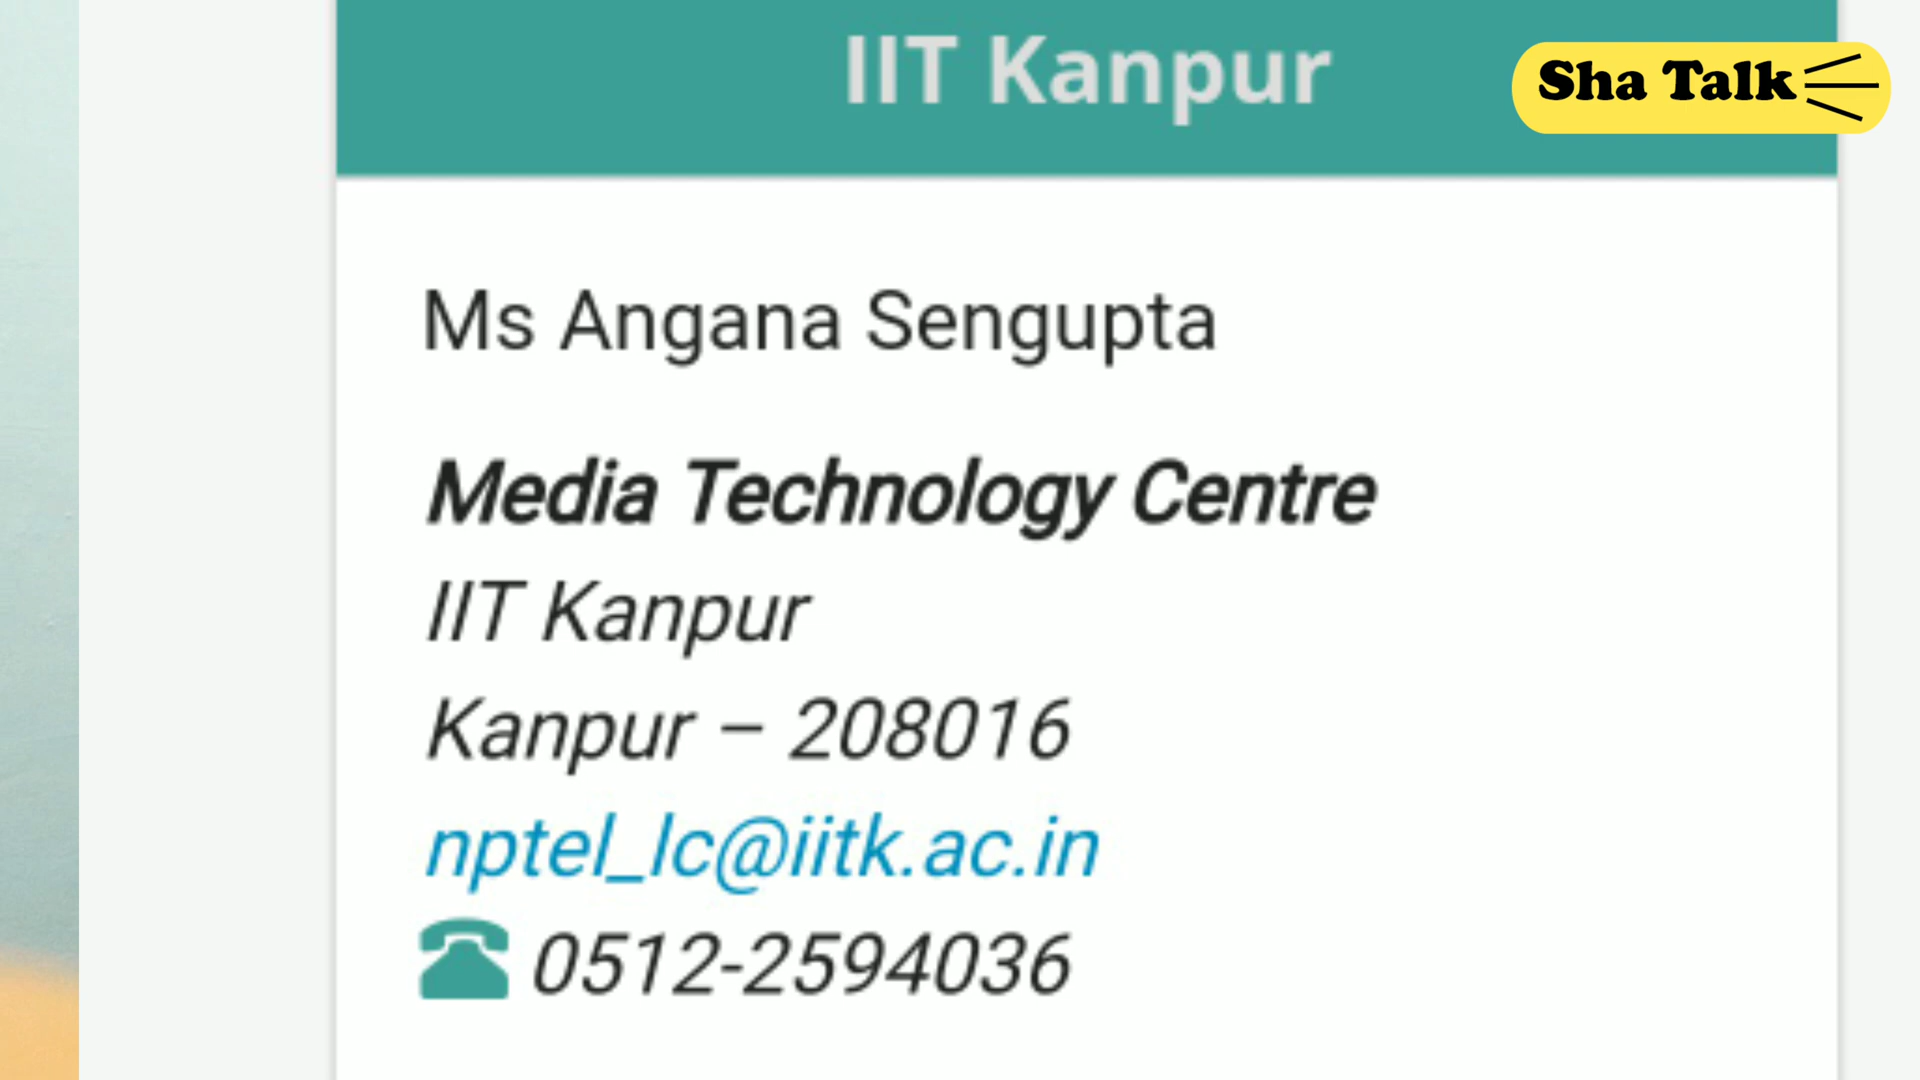 IIT Kanpur
Sha Talk
Ms Angana Sengupta
Media Technology Centre
IIT Kanpur
Kanpur – 208016
nptel_lc@iitk.ac.in
0512-2594036